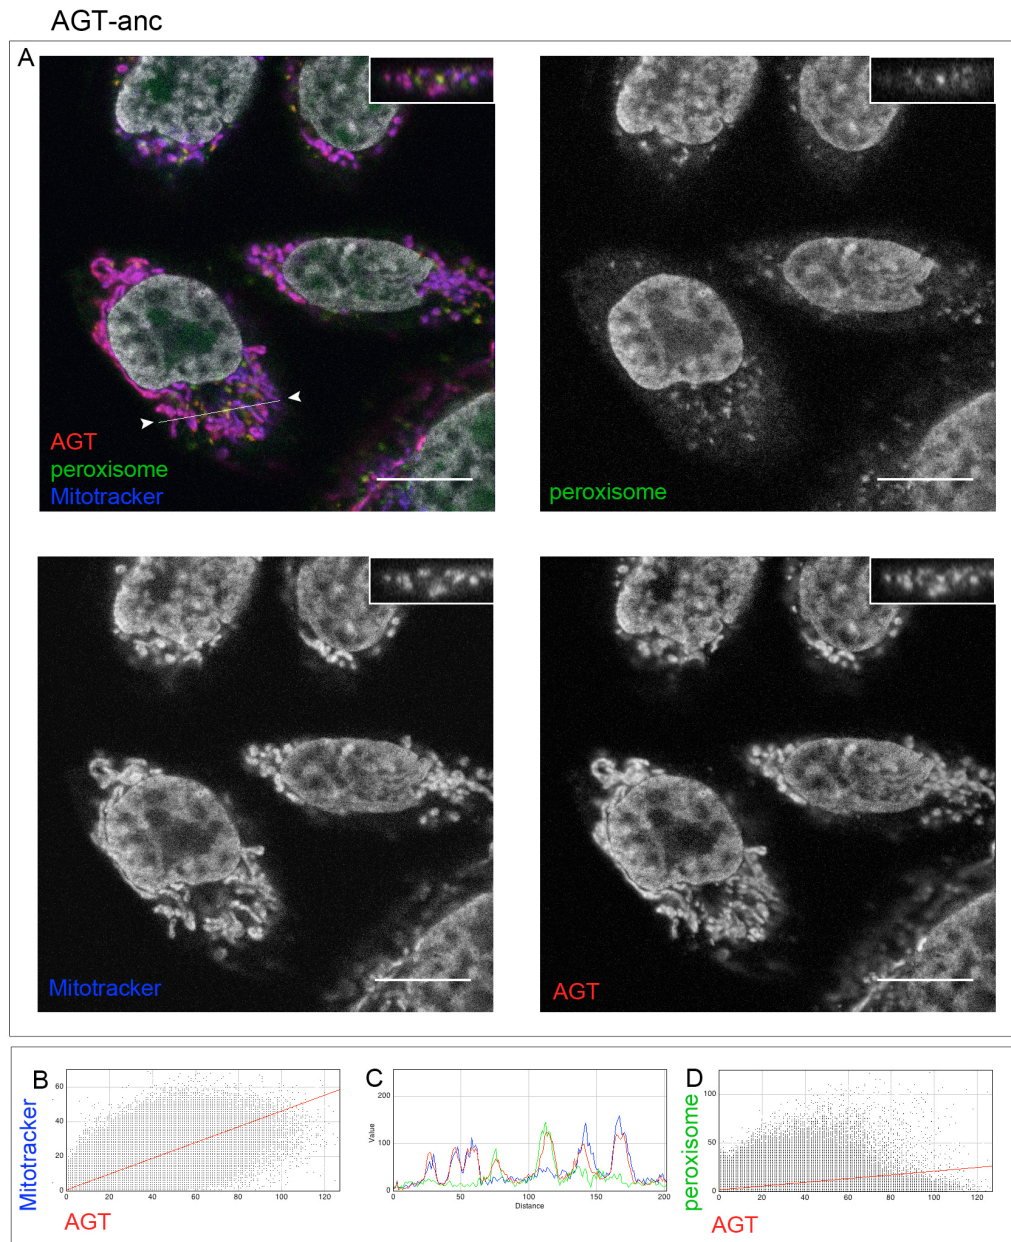 AGT-anc
A
AGT
peroxisome
Mitotracker
peroxisome
Mitotracker
AGT
B
Mitotracker
60
40
20
0
0 20 40 60 80 100 120
AGT
C
Value
200
100
0
0 50 100 150 200
Distance
D
peroxisome
100
50
0
0 20 40 60 80 100 120
AGT